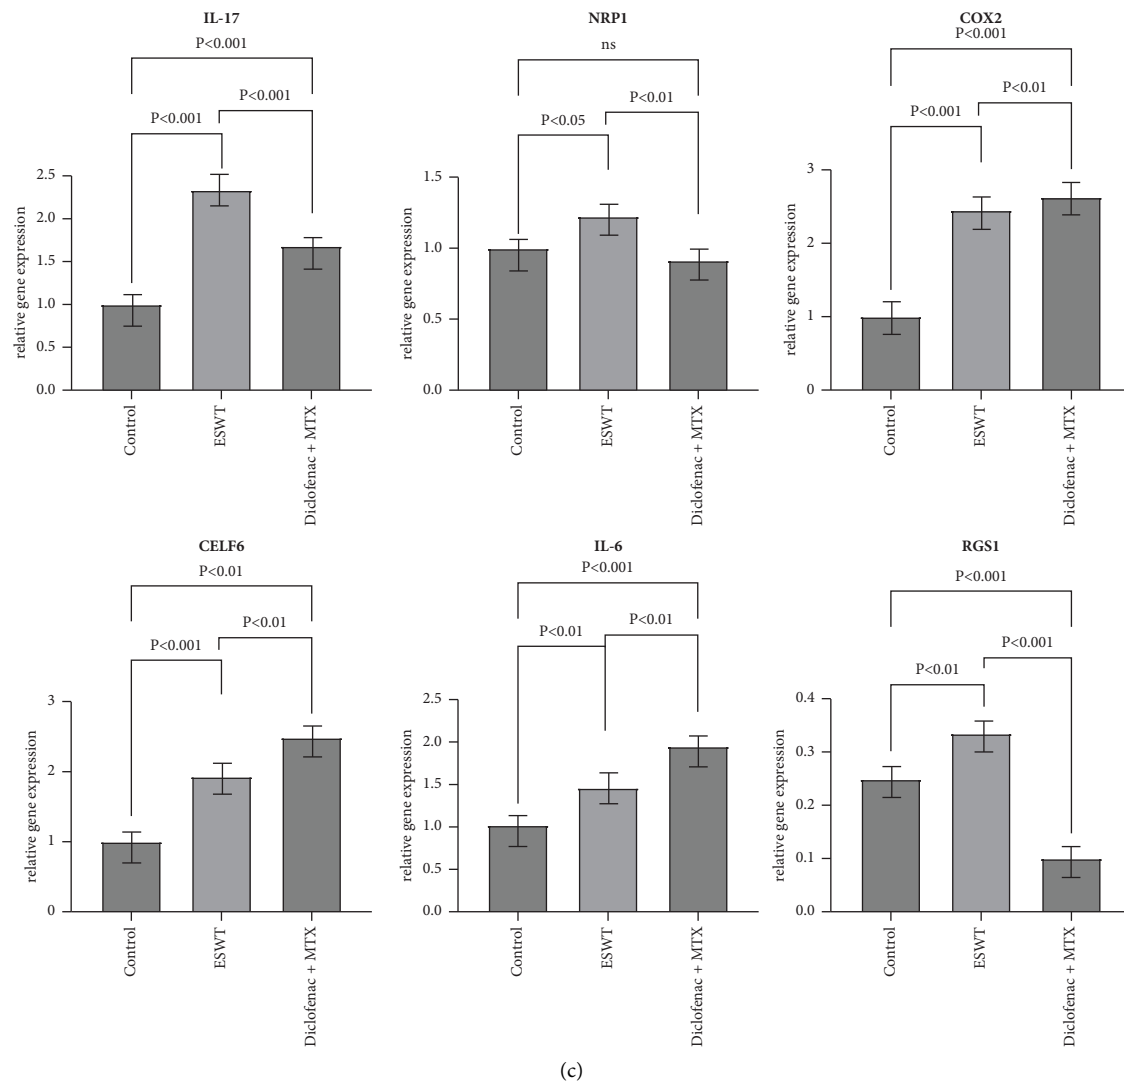 IL-17
P<0.001
P<0.001
P<0.001
relative gene expression
2.5
2.0
1.5
1.0
0.5
0.0
Control
ESWT
Diclofenac + MTX
NRP1
ns
P<0.01
P<0.05
relative gene expression
1.5
1.0
0.5
0.0
Control
ESWT
Diclofenac + MTX
COX2
P<0.001
P<0.01
P<0.001
relative gene expression
3
2
1
0
Control
ESWT
Diclofenac + MTX
CELF6
P<0.01
P<0.01
P<0.001
relative gene expression
3
2
1
0
Control
ESWT
Diclofenac + MTX
IL-6
P<0.001
P<0.01
P<0.01
relative gene expression
2.5
2.0
1.5
1.0
0.5
0.0
Control
ESWT
Diclofenac + MTX
RGS1
P<0.001
P<0.001
P<0.01
relative gene expression
0.4
0.3
0.2
0.1
0.0
Control
ESWT
Diclofenac + MTX
(c)